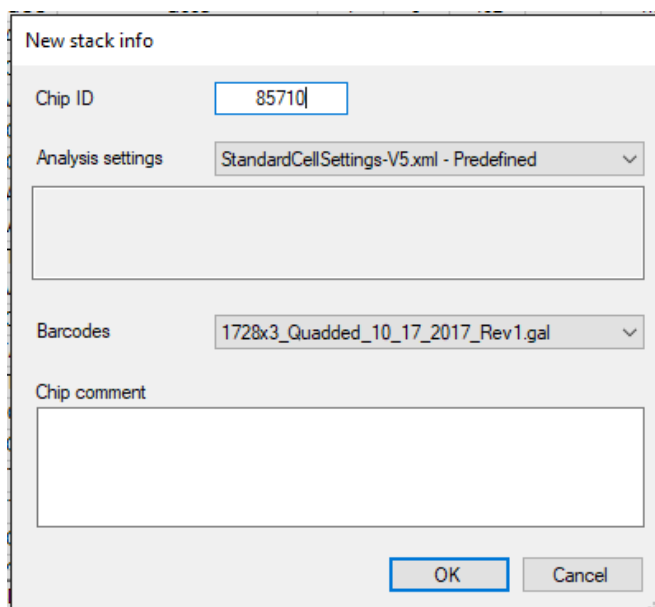 New stack info
Chip ID 85710
Analysis settings StandardCellSettings-V5.xml - Predefined
Barcodes 1728x3_Quadded_10_17_2017_Rev1.gal
Chip comment
OK Cancel